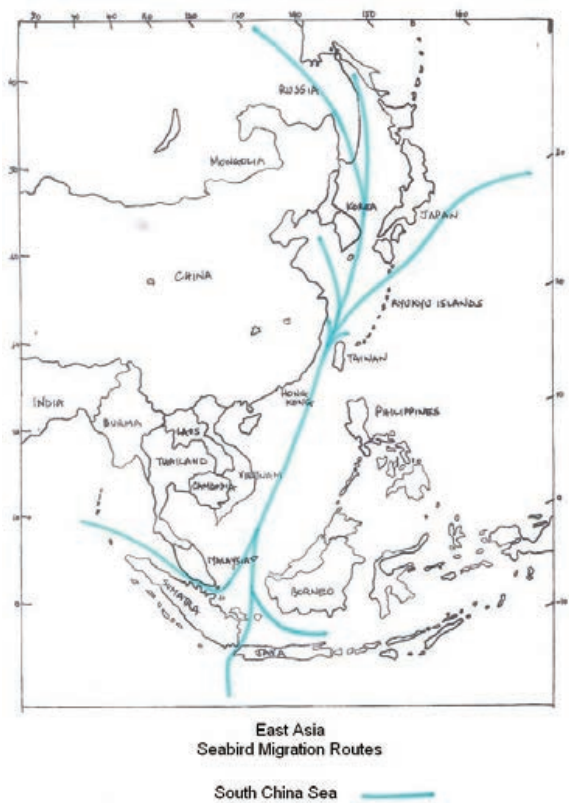 RUSSIA
MONGOLIA
KOREA
JAPAN
CHINA
RYUKYU ISLANDS
TAIWAN
HONG
KONG
INDIA
BURMA
LAOS
PHILIPPINES
THAILAND
VIETNAM
CAMBODIA
MALAYSIA
SUMATRA
BORNEO
JAVA
East Asia
Seabird Migration Routes
South China Sea